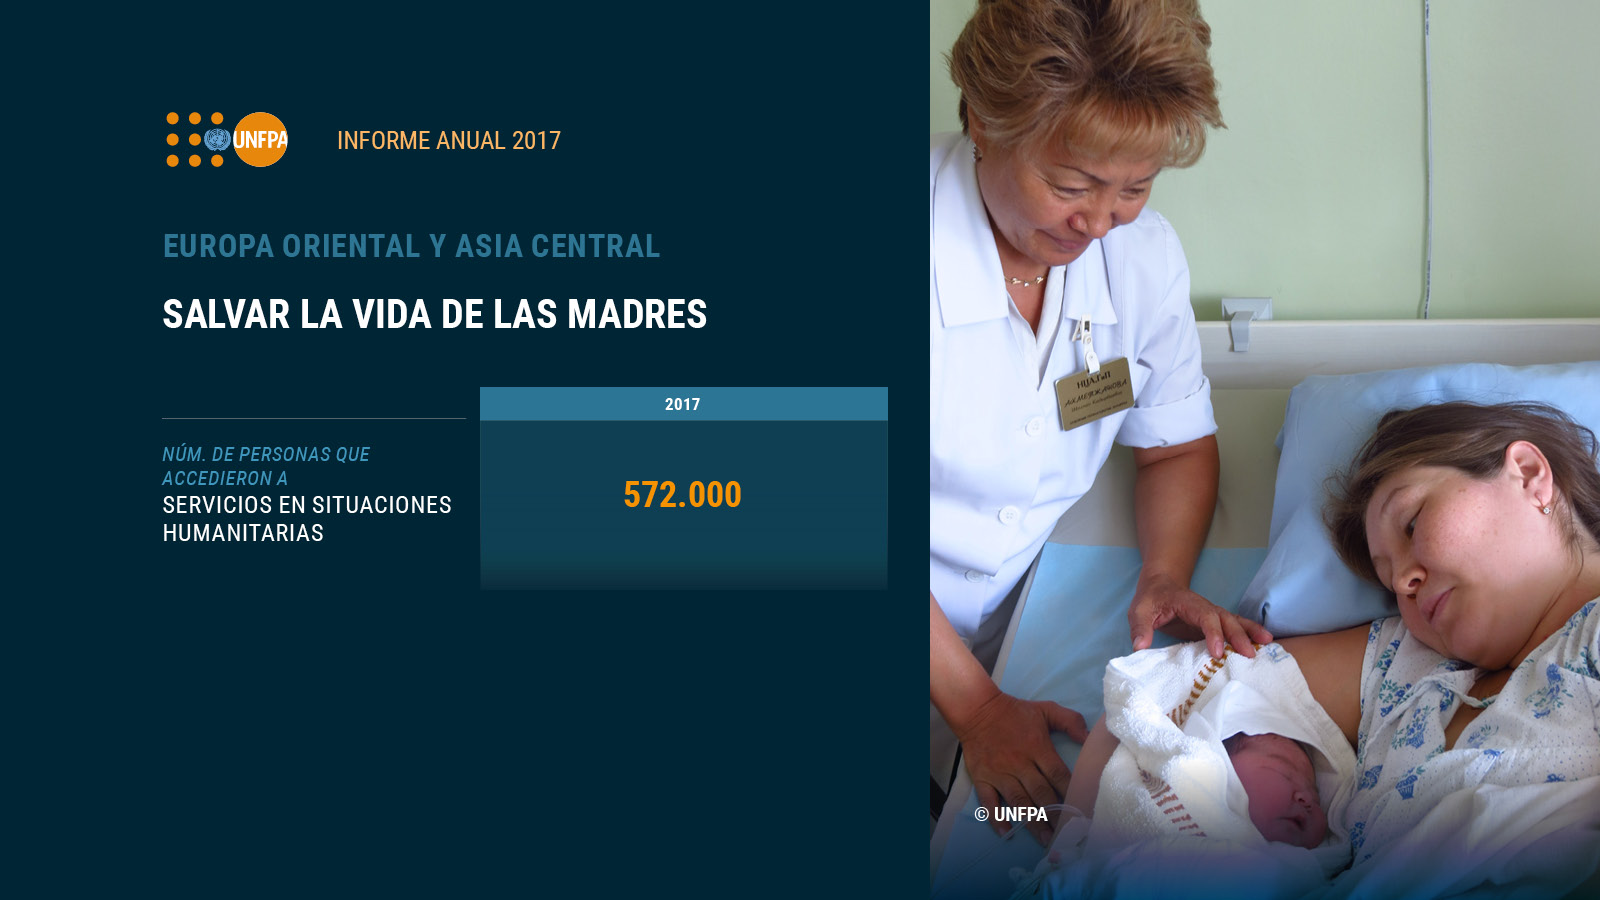 UNFPA
INFORME ANUAL 2017
EUROPA ORIENTAL Y ASIA CENTRAL
SALVAR LA VIDA DE LAS MADRES
2017
NÚM. DE PERSONAS QUE
ACCEDIERON A
SERVICIOS EN SITUACIONES
HUMANITARIAS
572.000
АКМЕРЖАНОВА
© UNFPA